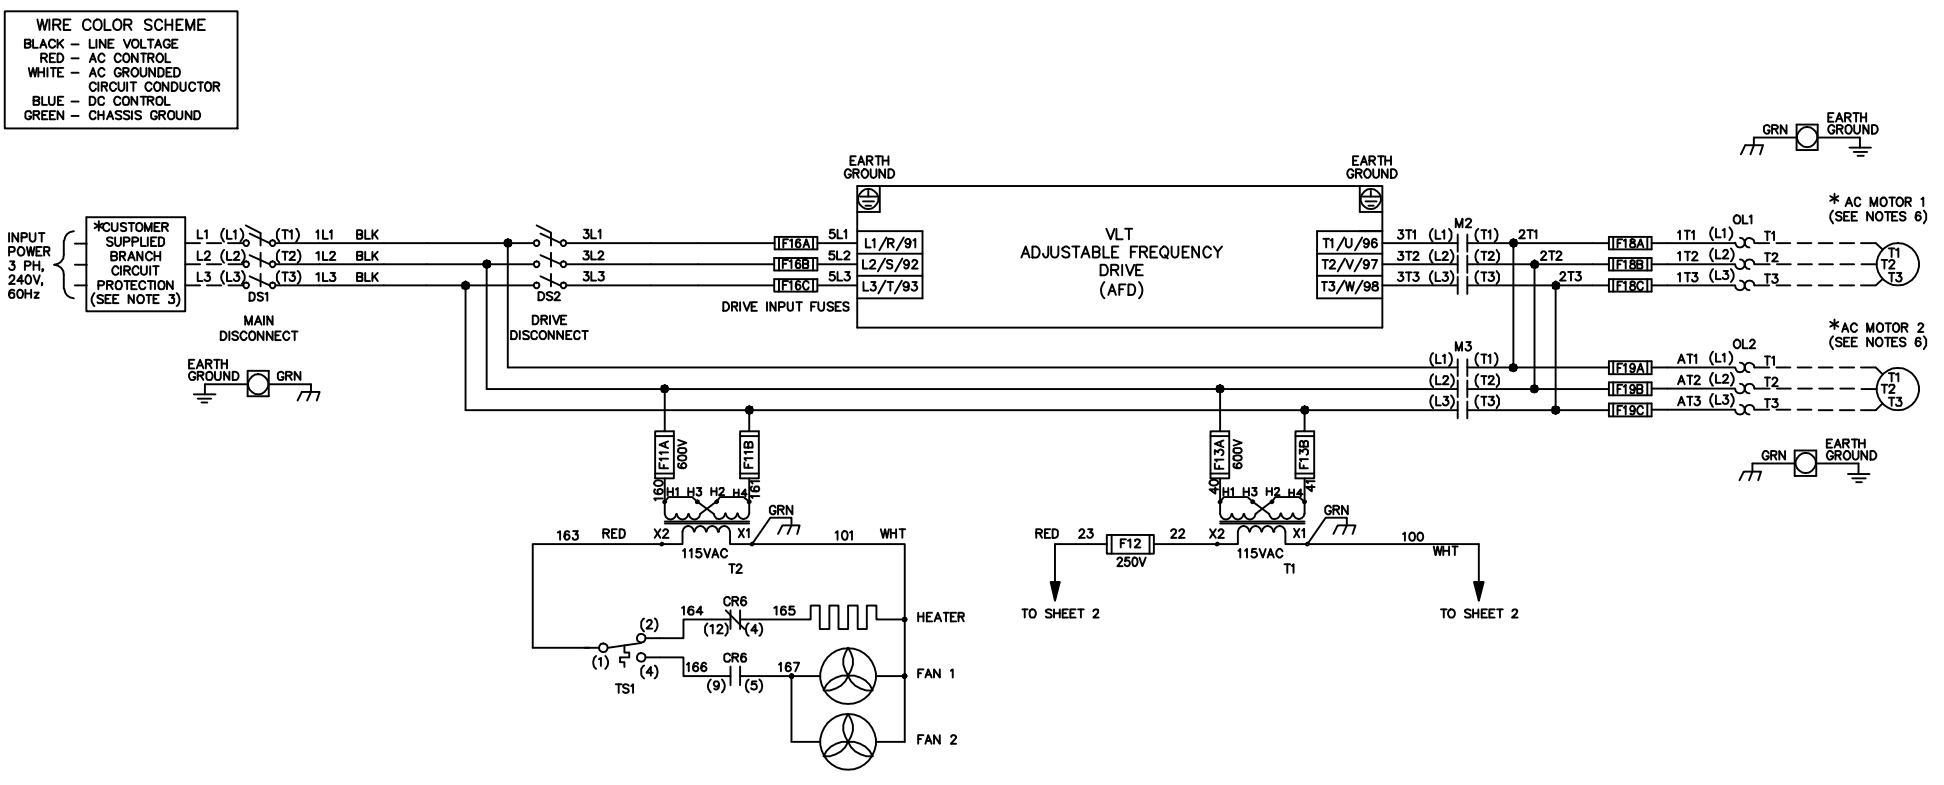 WIRE COLOR SCHEME
BLACK – LINE VOLTAGE
RED – AC CONTROL
WHITE – AC GROUNDED
CIRCUIT CONDUCTOR
BLUE – DC CONTROL
GREEN – CHASSIS GROUND
INPUT
POWER
3 PH,
240V,
60Hz
*CUSTOMER
SUPPLIED
BRANCH
CIRCUIT
PROTECTION
(SEE NOTE 3)
L1 (L1) (T1) 1L1 BLK
L2 (L2) (T2) 1L2 BLK
L3 (L3) (T3) 1L3 BLK
DS1
MAIN
DISCONNECT
EARTH
GROUND
GRN
3L1
3L2
3L3
DS2
DRIVE
DISCONNECT
F16A 5L1
F16B 5L2
F16C 5L3
DRIVE INPUT FUSES
EARTH
GROUND
L1/R/91
L2/S/92
L3/T/93
VLT
ADJUSTABLE FREQUENCY
DRIVE
(AFD)
EARTH
GROUND
T1/U/96
T2/V/97
T3/W/98
M2
3T1 (L1) (T1) 2T1
3T2 (L2) (T2) 2T2
3T3 (L3) (T3) 2T3
F18A 1T1 (L1) T1
F18B 1T2 (L2) T2
F18C 1T3 (L3) T3
OL1
GRN
EARTH
GROUND
* AC MOTOR 1
(SEE NOTES 6)
T1
T2
T3
M3
(L1) (T1)
(L2) (T2)
(L3) (T3)
F19A AT1 (L1) T1
F19B AT2 (L2) T2
F19C AT3 (L3) T3
OL2
*AC MOTOR 2
(SEE NOTES 6)
T1
T2
T3
GRN
EARTH
GROUND
F11A
600V
F11B
160
161
H1 H3 H2 H4
GRN
163 RED X2 X1 101 WHT
115VAC
T2
F13A
600V
F13B
40
41
H1 H3 H2 H4
GRN
RED 23 F12 22 X2 X1 100 WHT
250V
115VAC
T1
TO SHEET 2
TO SHEET 2
CR6
164 165
(2) (12) (4)
HEATER
(1)
(4)
TS1
CR6
166 167
(9) (5)
FAN 1
FAN 2